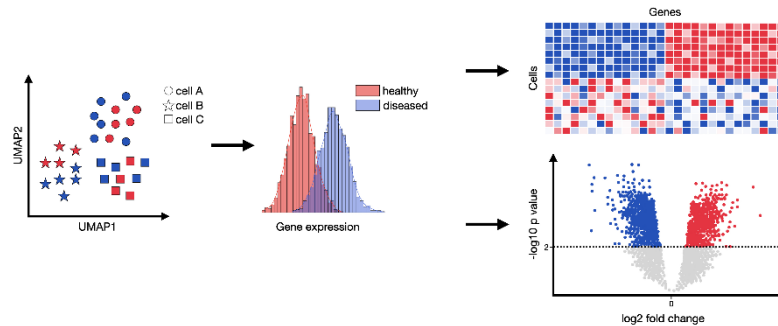 UMAP2
UMAP1
cell A
cell B
cell C
healthy
diseased
Gene expression
Genes
Cells
-log10 p value
2
0
log2 fold change